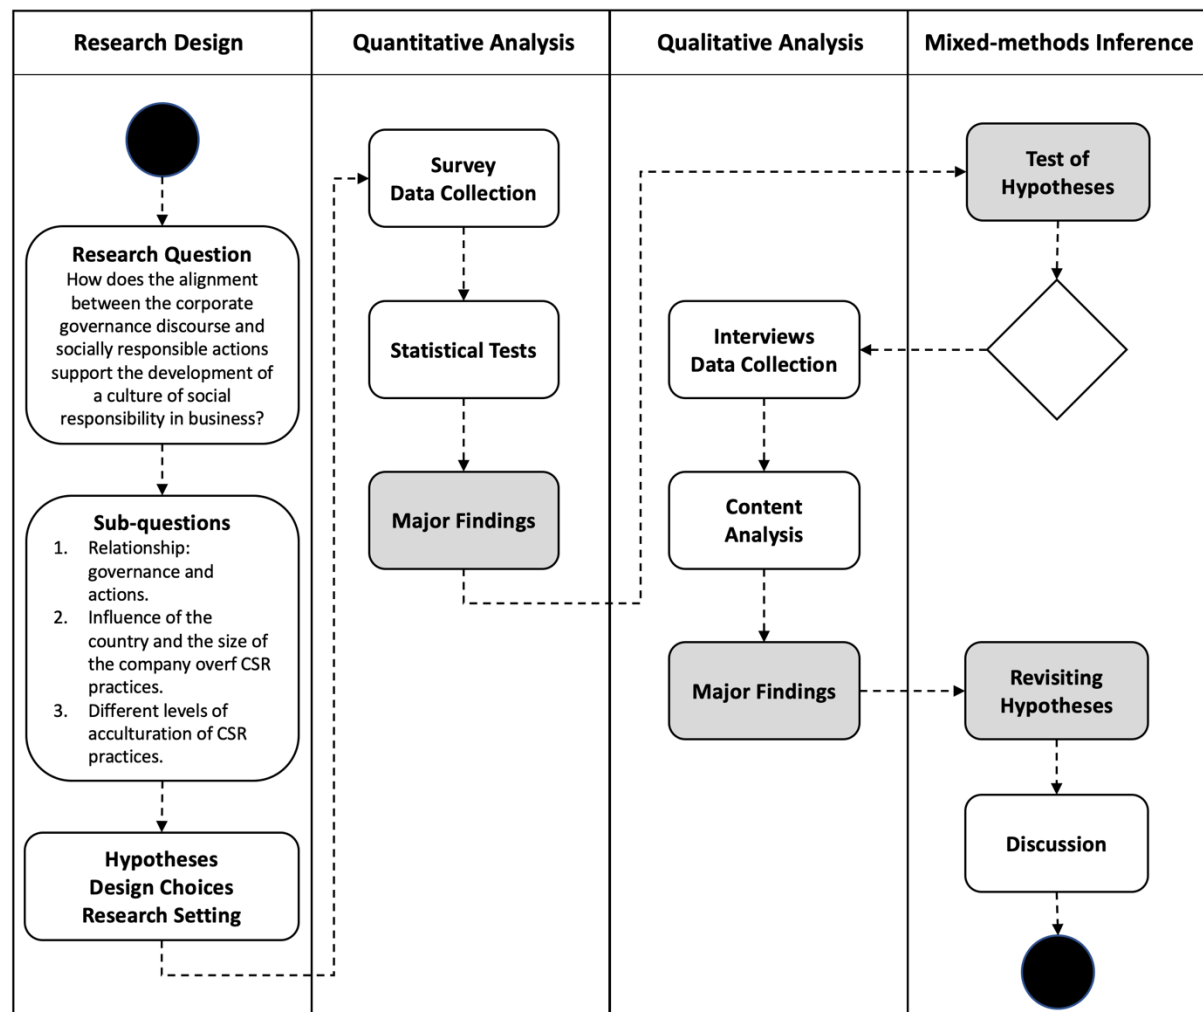 Research Design
Quantitative Analysis
Qualitative Analysis
Mixed-methods Inference
Research Question
How does the alignment
between the corporate
governance discourse and
socially responsible actions
support the development of
a culture of social
responsibility in business?
Sub-questions
1. Relationship:
governance and
actions.
2. Influence of the
country and the size of
the company overf CSR
practices.
3. Different levels of
acculturation of CSR
practices.
Hypotheses
Design Choices
Research Setting
Survey
Data Collection
Statistical Tests
Major Findings
Interviews
Data Collection
Content
Analysis
Major Findings
Test of
Hypotheses
Revisiting
Hypotheses
Discussion